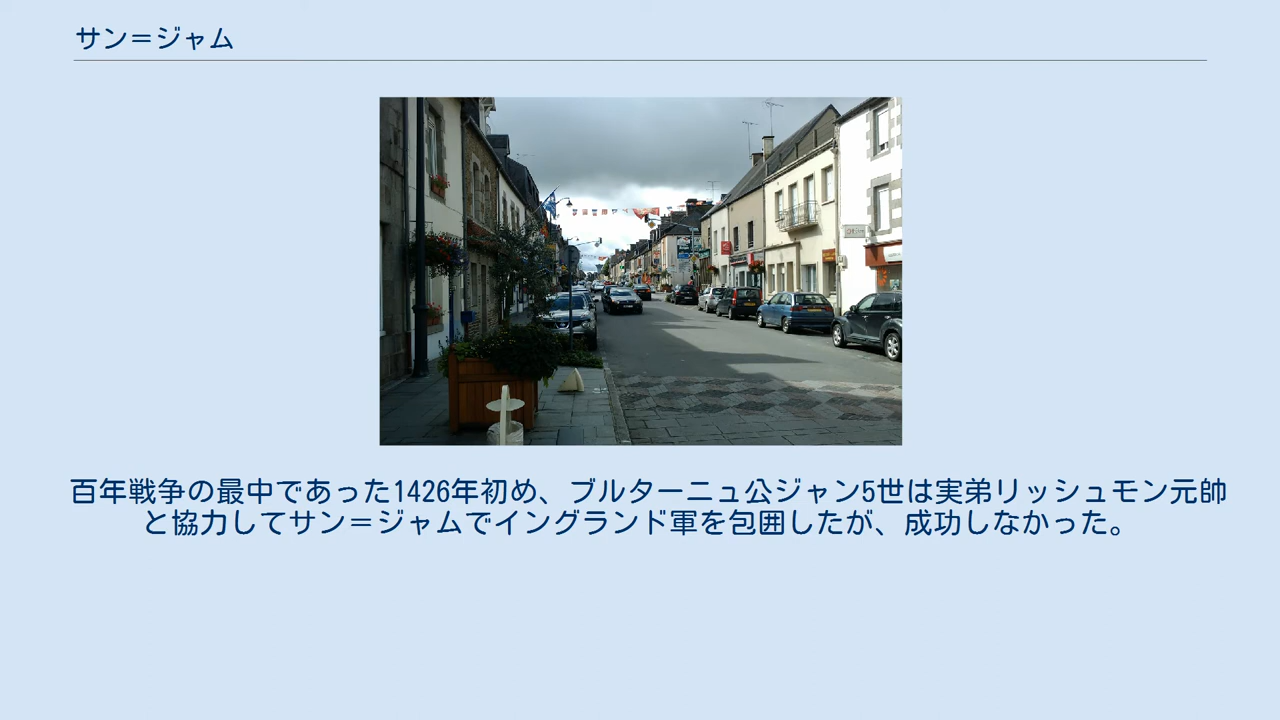 サン＝ジャム
百年戦争の最中であった1426年初め、ブルターニュ公ジャン5世は実弟リッシュモン元帥
と協力してサン＝ジャムでイングランド軍を包囲したが、成功しなかった。